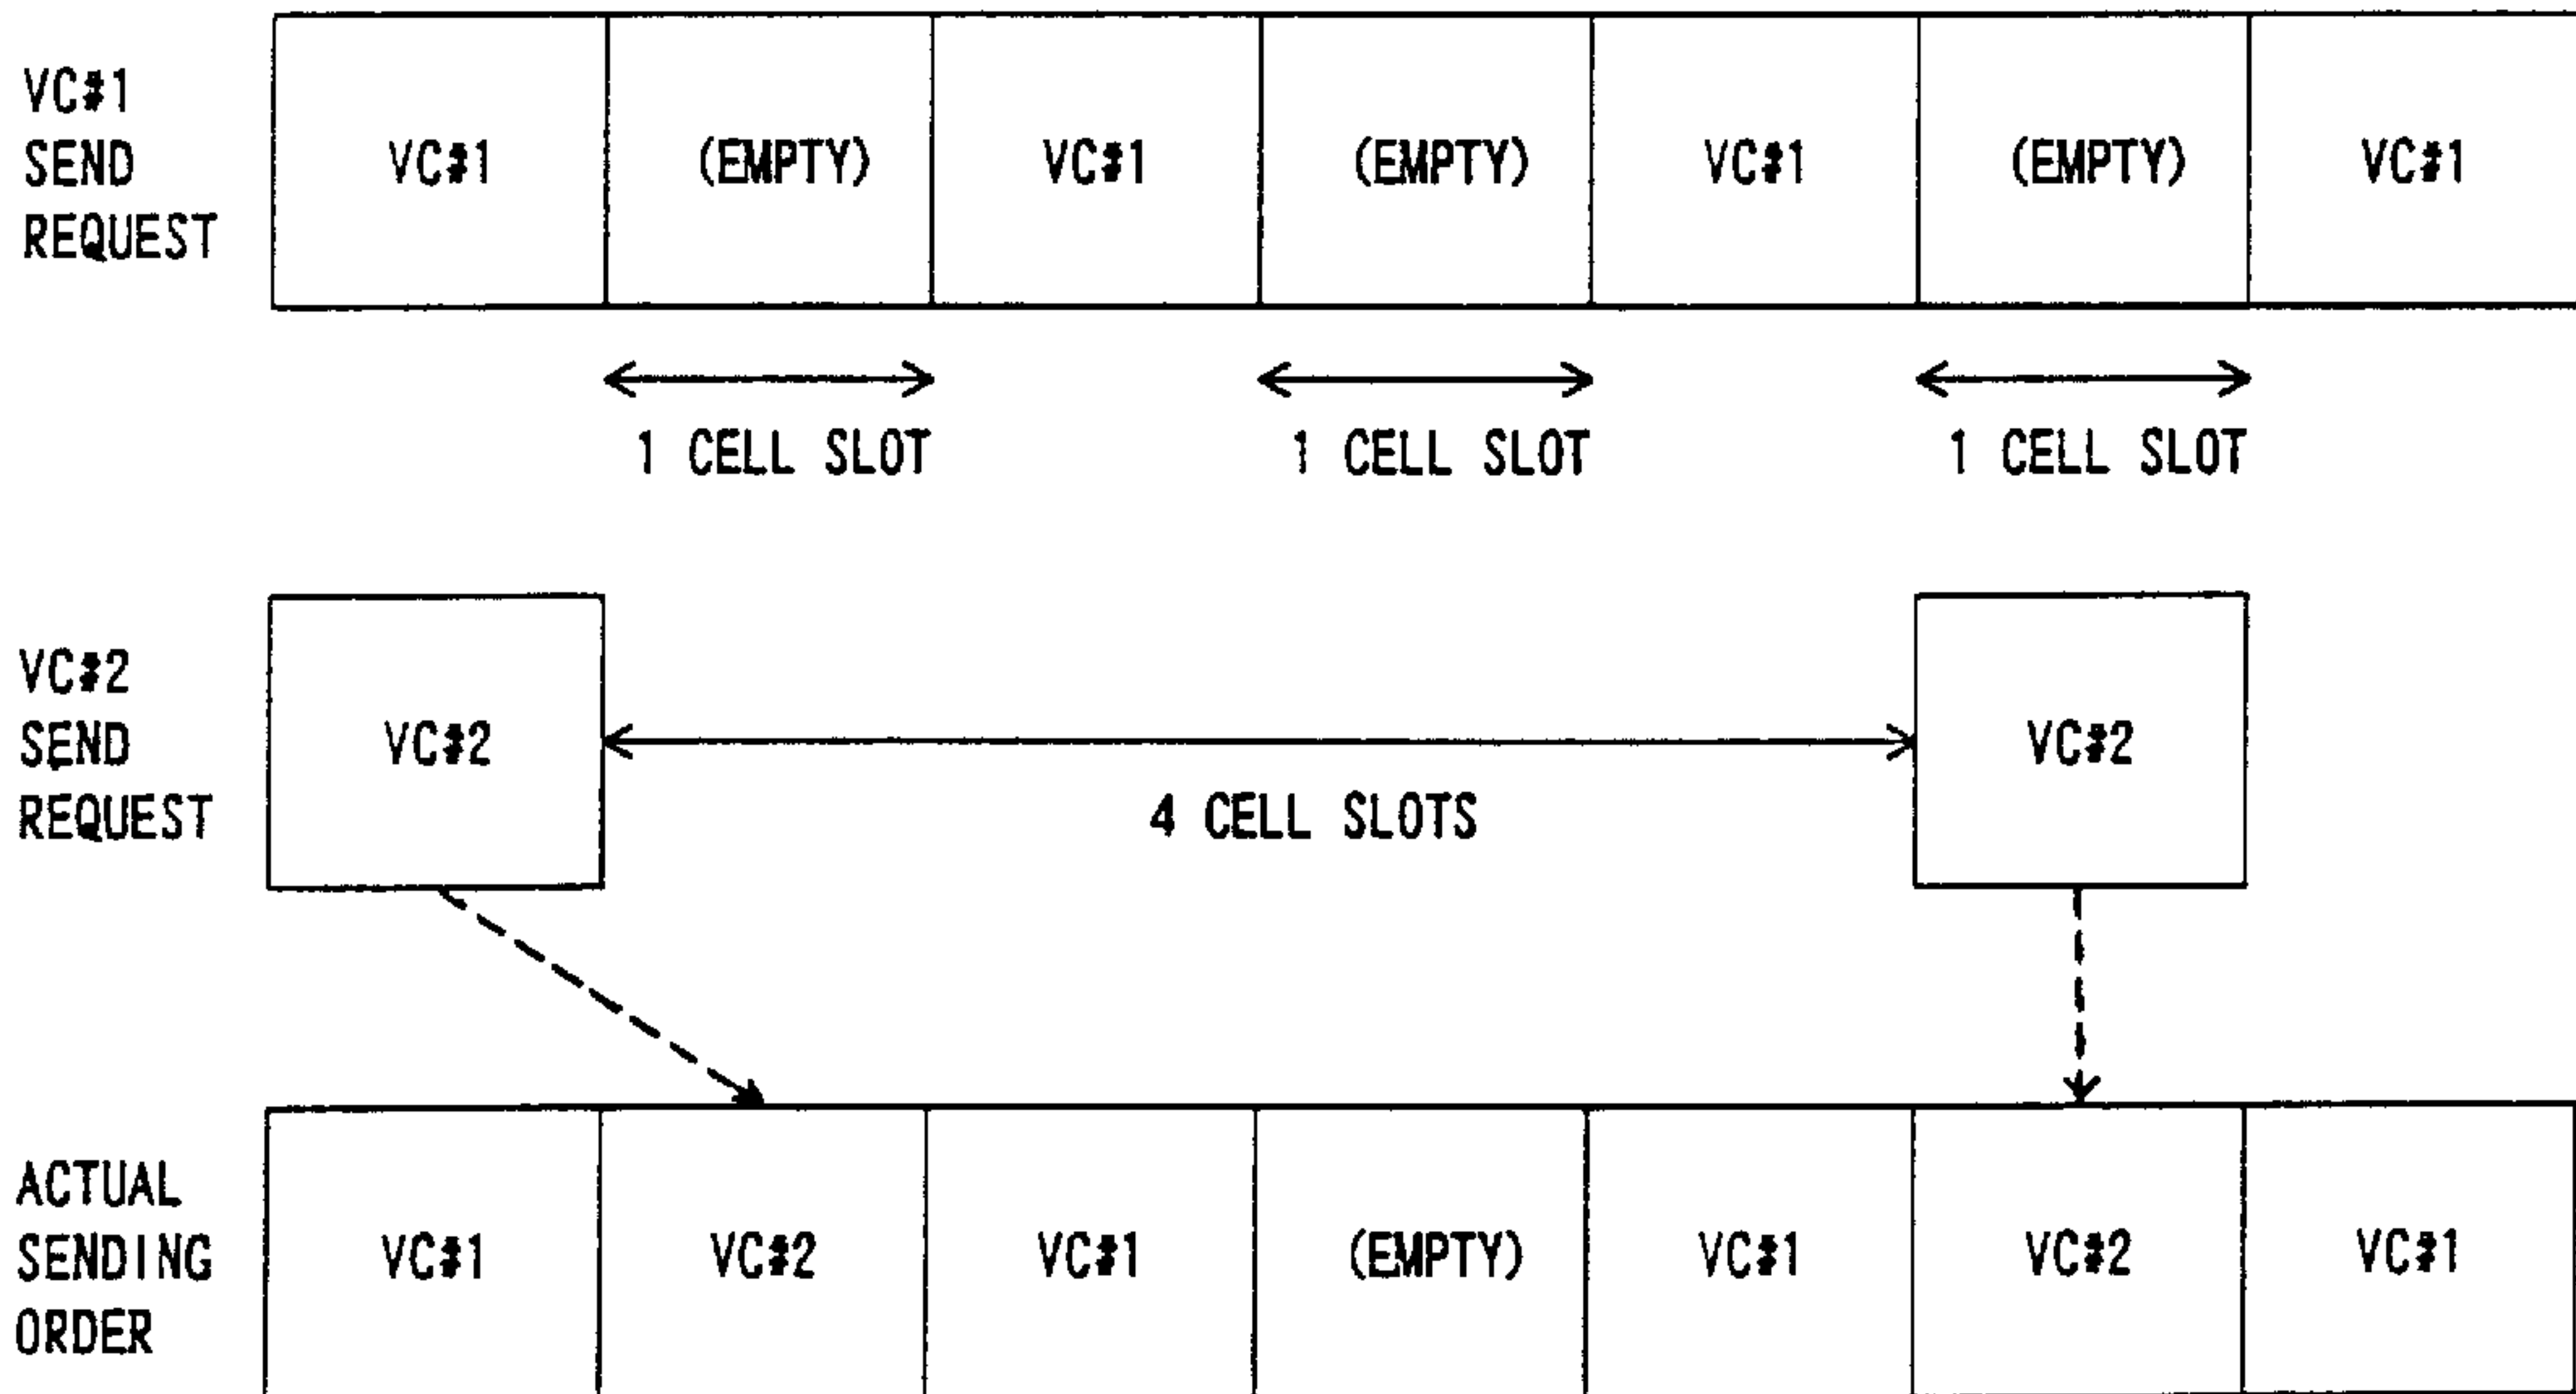 VC#1
SEND
REQUEST
VC#1 (EMPTY) VC#1 (EMPTY) VC#1 (EMPTY) VC#1
1 CELL SLOT 1 CELL SLOT 1 CELL SLOT
VC#2
SEND
REQUEST
VC#2 VC#2
4 CELL SLOTS
ACTUAL
SENDING
ORDER
VC#1 VC#2 VC#1 (EMPTY) VC#1 VC#2 VC#1